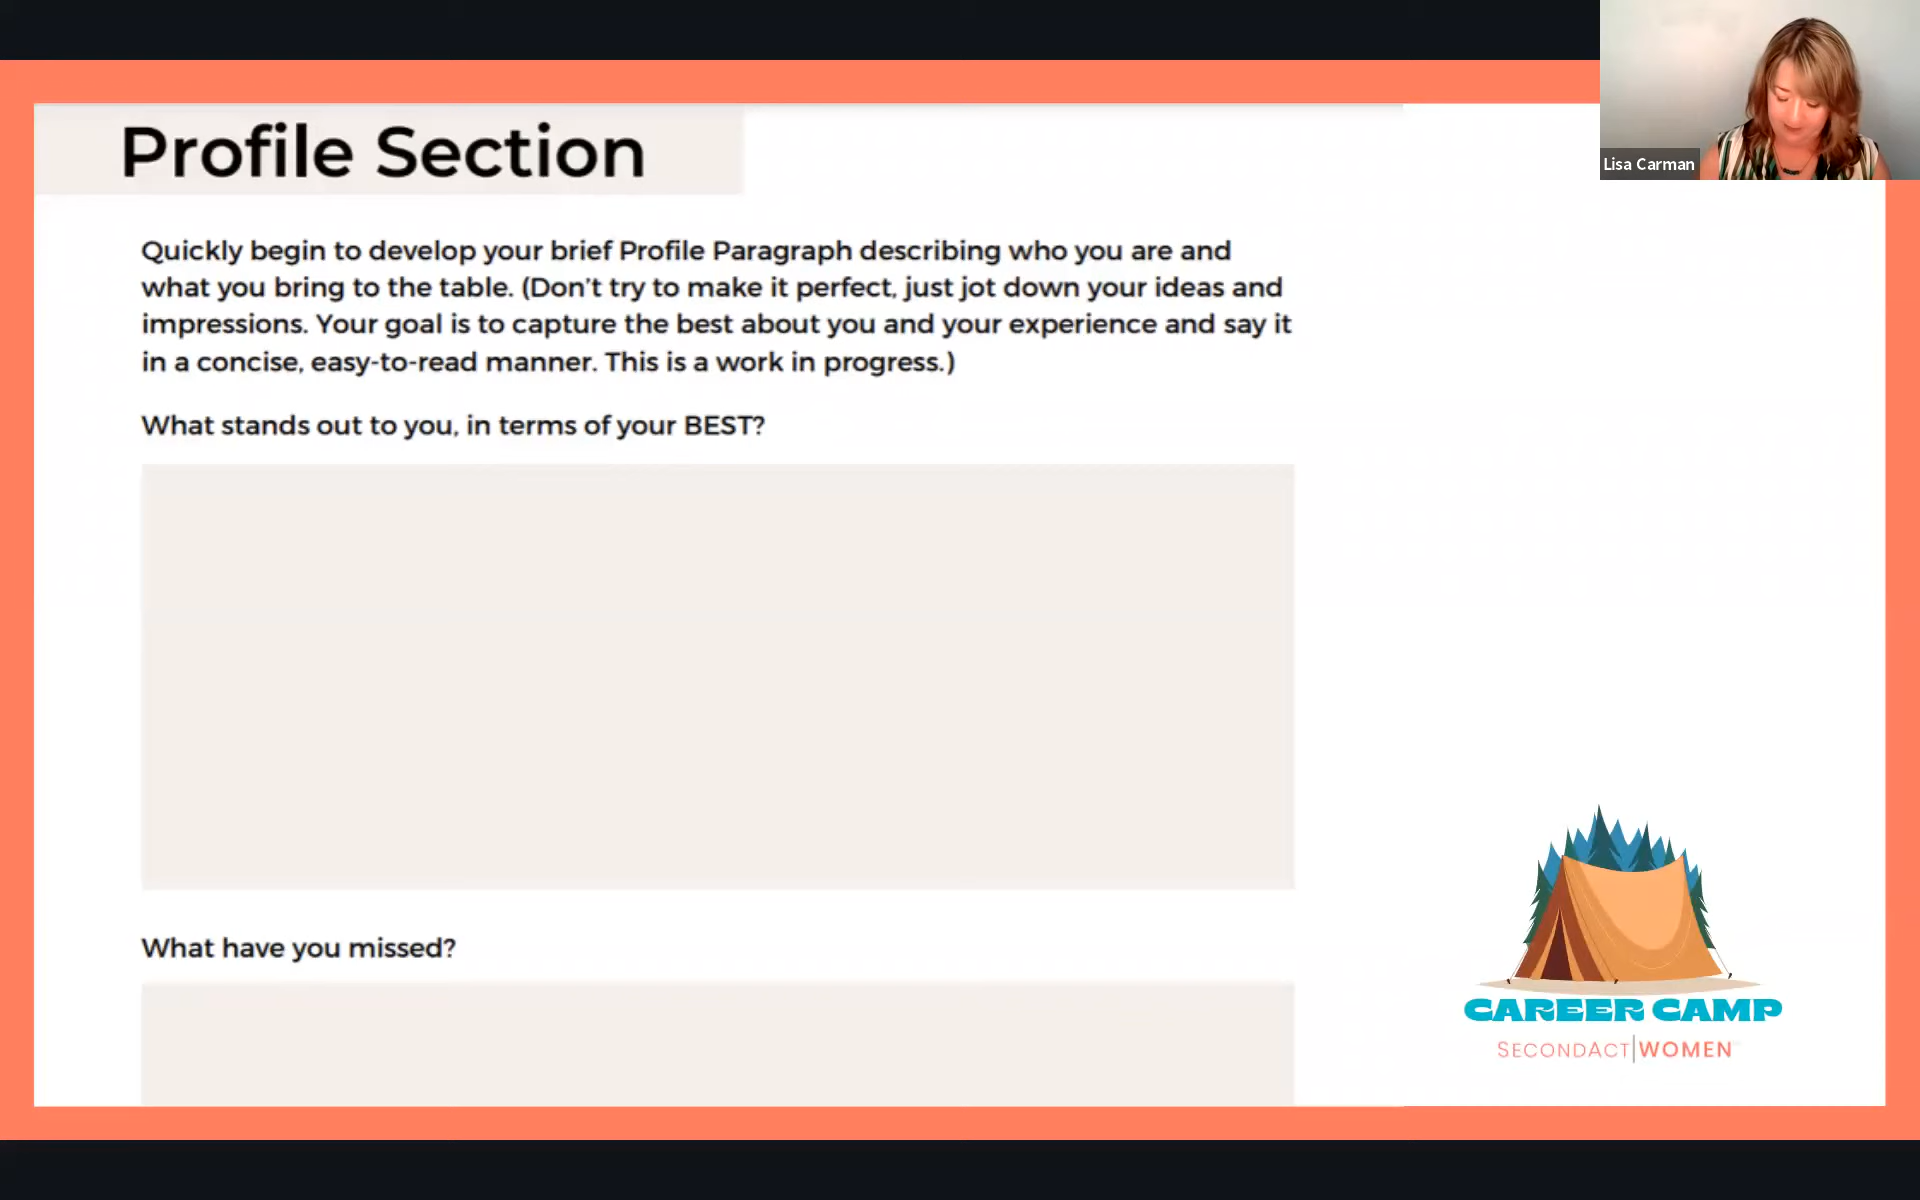 Profile Section
Lisa Carman
Quickly begin to develop your brief Profile Paragraph describing who you are and
what you bring to the table. (Don't try to make it perfect, just jot down your ideas and
impressions. Your goal is to capture the best about you and your experience and say it
in a concise, easy-to-read manner. This is a work in progress.)
What stands out to you, in terms of your BEST?
What have you missed?
CAREER CAMP
SECONDACT|WOMEN